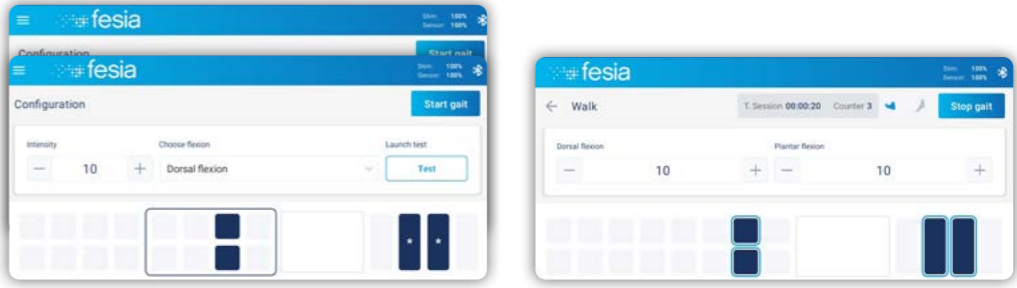 fesia
Stim: 100%
Sensor: 100%
Configuration
Start gait
fesia
Stim: 100%
Sensor: 100%
Configuration
Start gait
Intensity
Choose flexion
Launch test
10
Dorsal flexion
Test
* *
fesia
Stim: 100%
Sensor: 100%
Walk
T. Session 00:00:20 Counter 3
Stop gait
Dorsal flexion
Plantar flexion
10
10